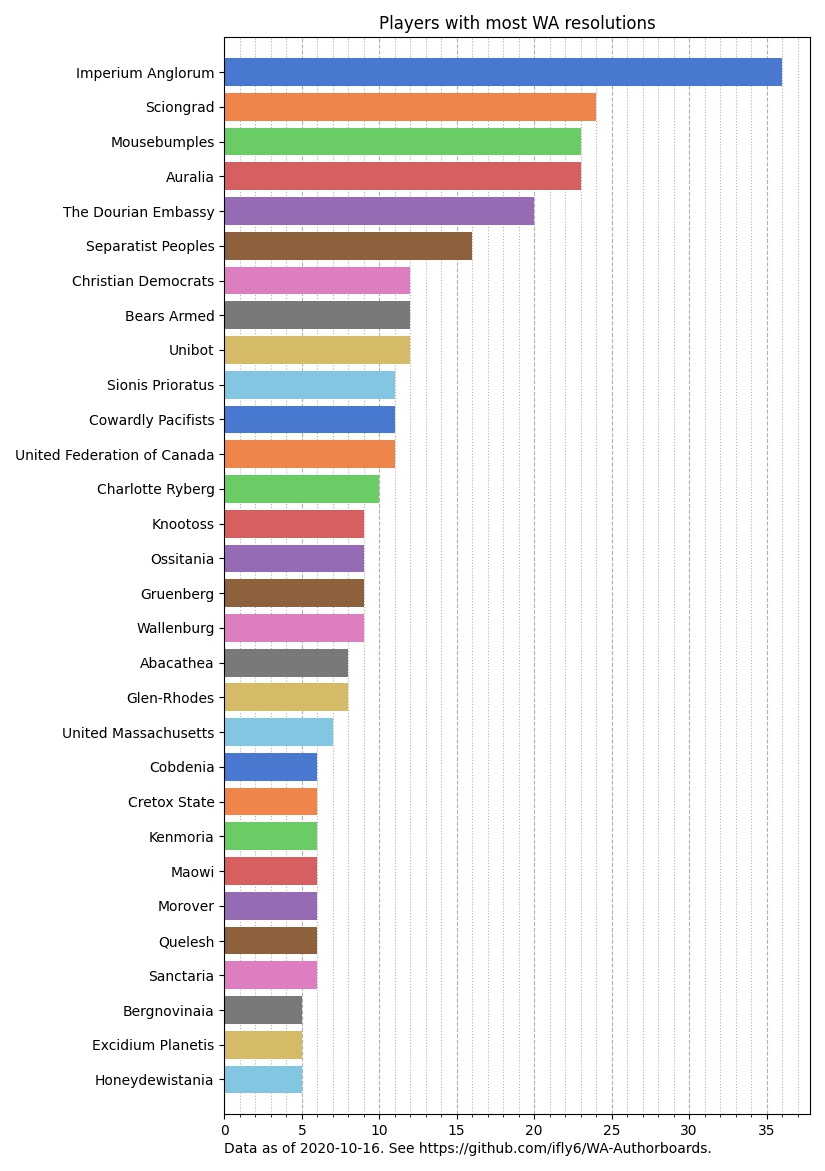 Players with most WA resolutions
Imperium Anglorum
Sciongrad
Mousebumples
Auralia
The Dourian Embassy
Separatist Peoples
Christian Democrats
Bears Armed
Unibot
Sionis Prioratus
Cowardly Pacifists
United Federation of Canada
Charlotte Ryberg
Knootoss
Ossitania
Gruenberg
Wallenburg
Abacathea
Glen-Rhodes
United Massachusetts
Cobdenia
Cretox State
Kenmoria
Maowi
Morover
Quelesh
Sanctaria
Bergnovinaia
Excidium Planetis
Honeydewistania
0 5 10 15 20 25 30 35
Data as of 2020-10-16. See https://github.com/ifly6/WA-Authorboards.